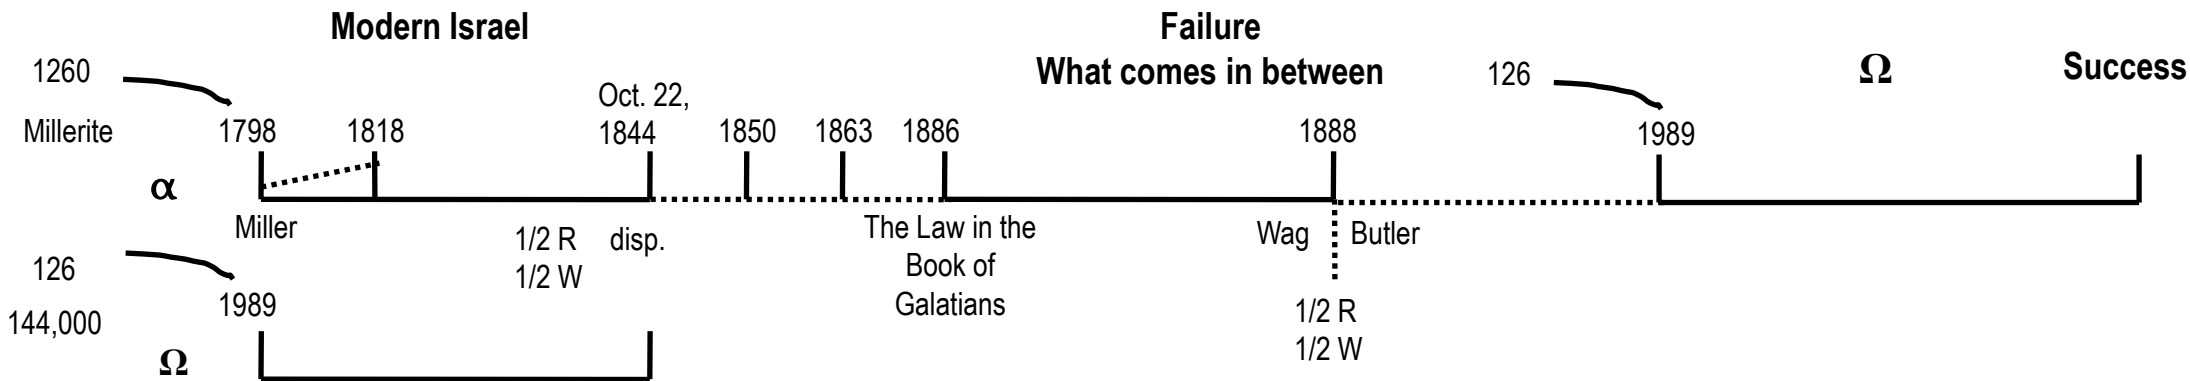 Modern Israel
Failure
What comes in between
1260
126
Ω
Success
Oct. 22,
Millerite
1798
1818
1844
1850
1863
1886
1888
1989
α
Miller
1/2 R
1/2 W
disp.
The Law in the
Book of
Galatians
Wag
Butler
1/2 R
1/2 W
126
1989
144,000
Ω